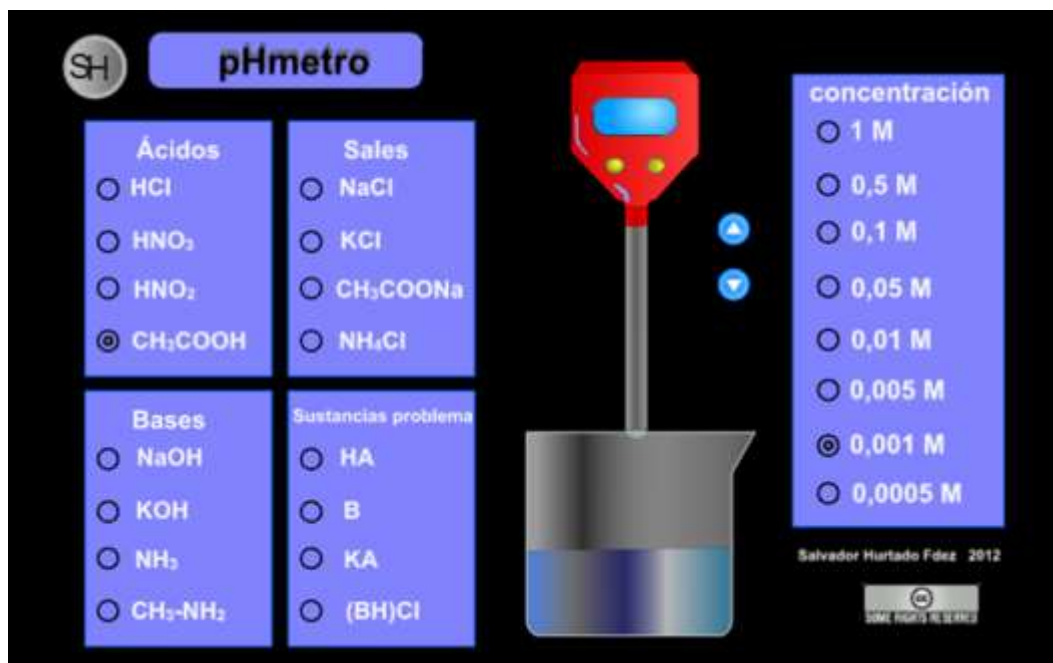 SH
pHmetro
Ácidos
HCl
HNO₃
HNO₂
CH₃COOH
Sales
NaCl
KCl
CH₃COONa
NH₄Cl
Bases
NaOH
KOH
NH₃
CH₃-NH₂
Sustancias problema
HA
B
KA
(BH)Cl
concentración
1 M
0,5 M
0,1 M
0,05 M
0,01 M
0,005 M
0,001 M
0,0005 M
Salvador Hurtado Fdez 2012
cc
SOME RIGHTS RESERVED